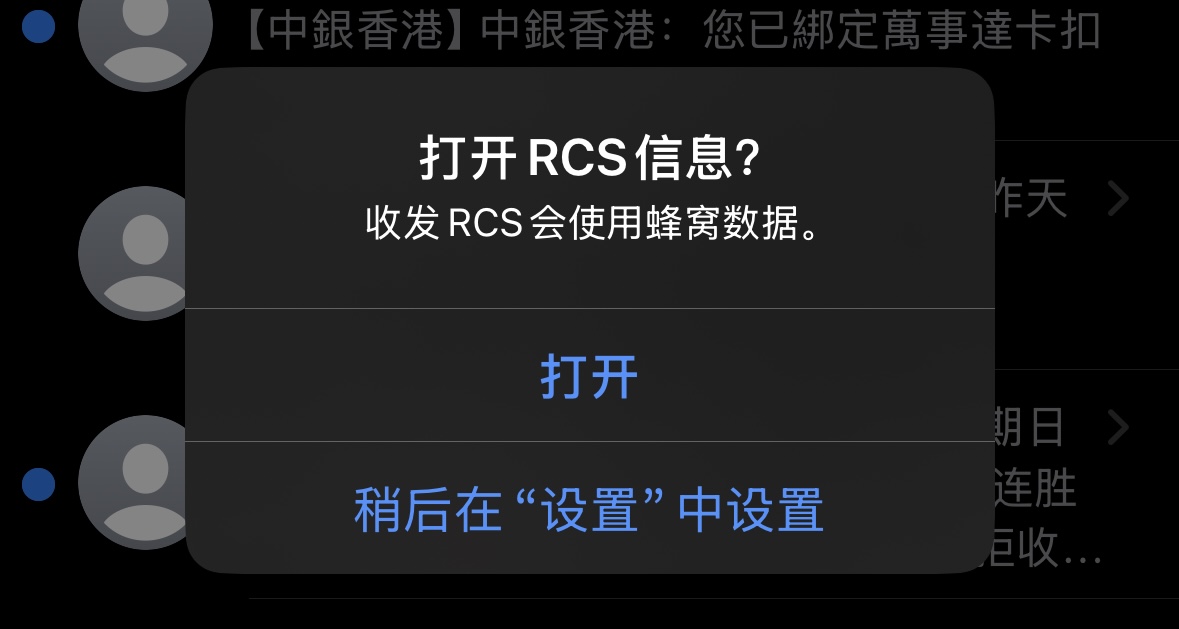 【中銀香港】中銀香港：您已綁定萬事達卡扣
打开 RCS 信息?
收发 RCS 会使用蜂窝数据。
昨天
打开
期日
连胜
稍后在“设置”中设置
拒收...